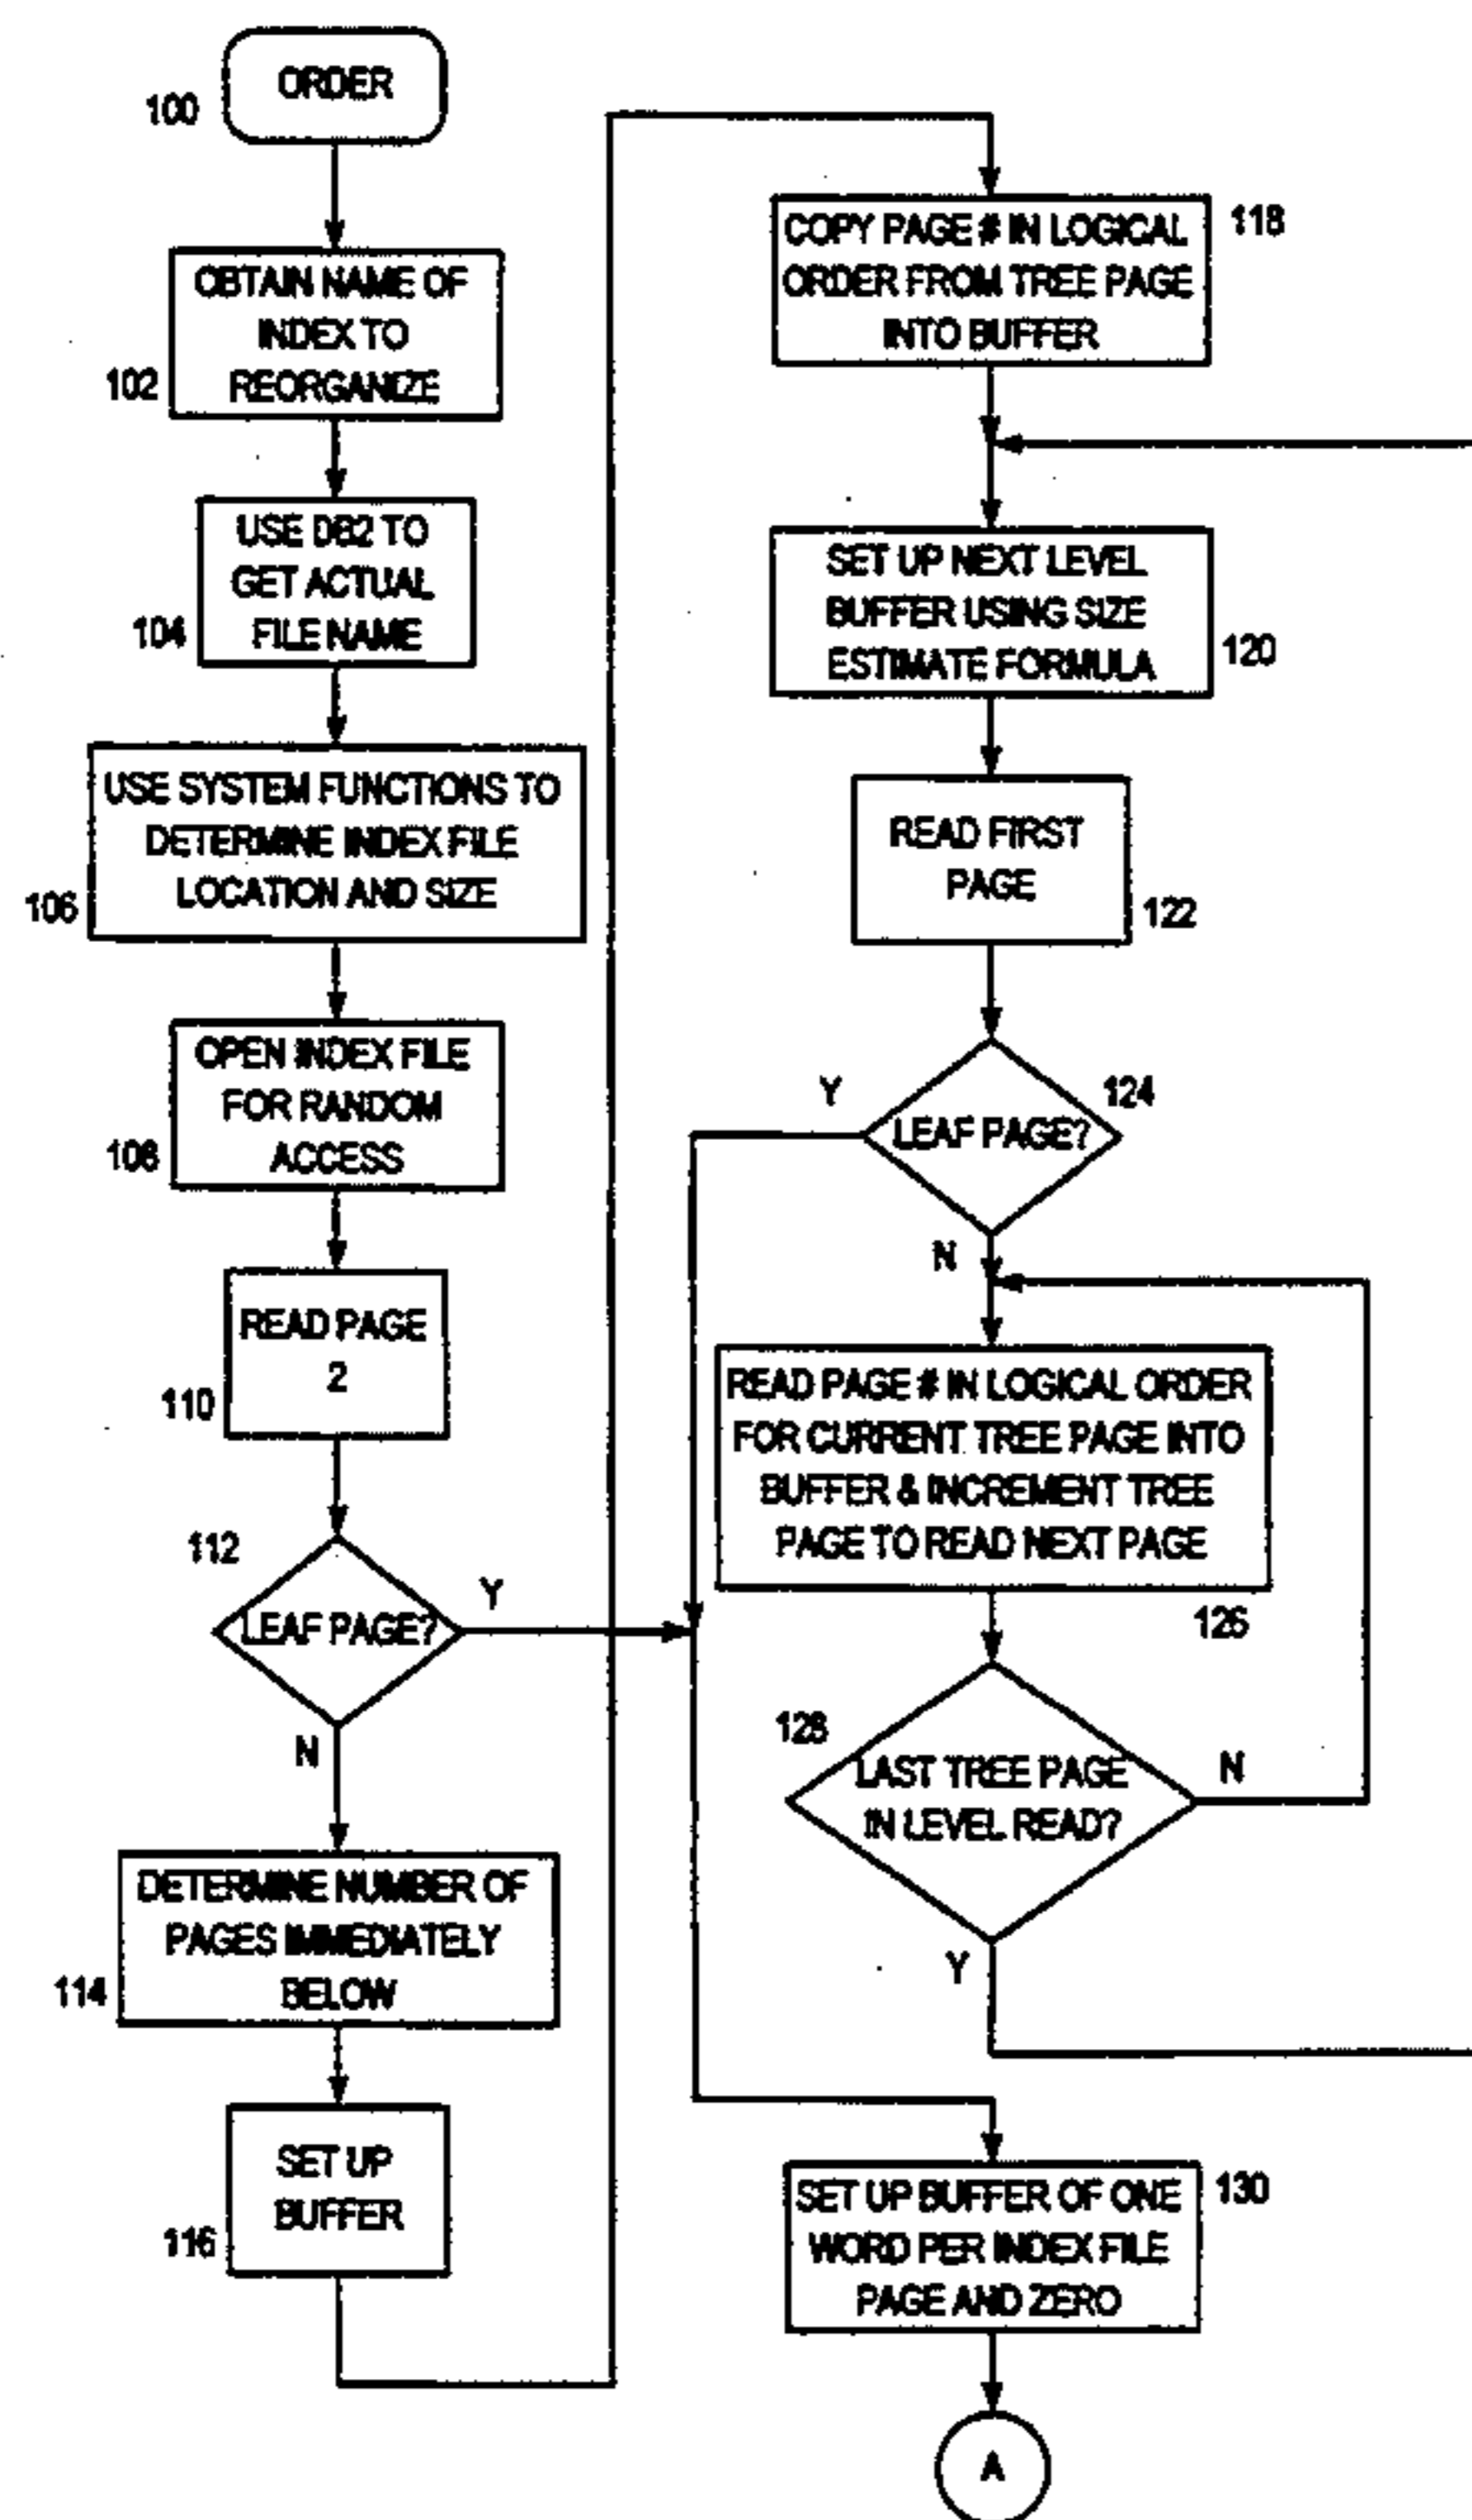 ORDER
100
OBTAIN NAME OF
INDEX TO
REORGANIZE
102
USE DB2 TO
GET ACTUAL
FILE NAME
104
USE SYSTEM FUNCTIONS TO
DETERMINE INDEX FILE
LOCATION AND SIZE
106
OPEN INDEX FILE
FOR RANDOM
ACCESS
108
READ PAGE
2
110
112
LEAF PAGE?
Y
N
DETERMINE NUMBER OF
PAGES IMMEDIATELY
BELOW
114
SET UP
BUFFER
116
COPY PAGE # IN LOGICAL
ORDER FROM TREE PAGE
INTO BUFFER
118
SET UP NEXT LEVEL
BUFFER USING SIZE
ESTIMATE FORMULA
120
READ FIRST
PAGE
122
Y
124
LEAF PAGE?
N
READ PAGE # IN LOGICAL ORDER
FOR CURRENT TREE PAGE INTO
BUFFER & INCREMENT TREE
PAGE TO READ NEXT PAGE
126
128
LAST TREE PAGE
IN LEVEL READ?
N
Y
SET UP BUFFER OF ONE
WORD PER INDEX FILE
PAGE AND ZERO
130
A